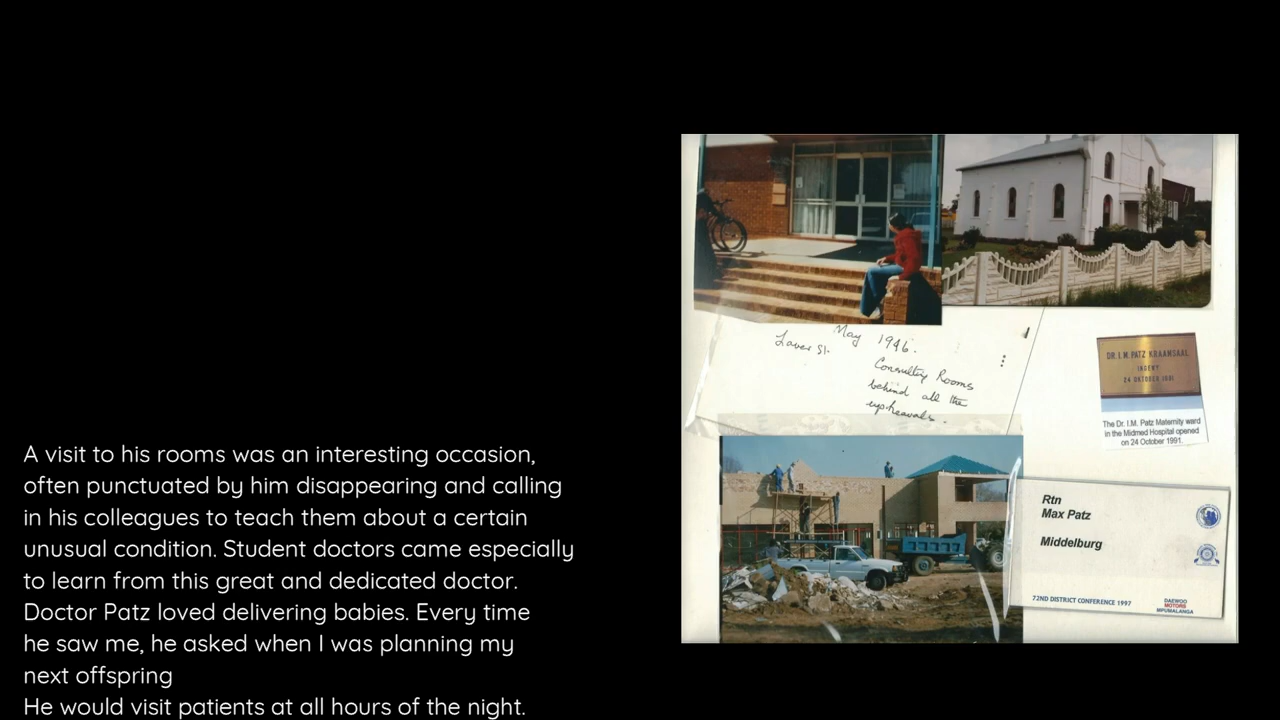 A visit to his rooms was an interesting occasion,
often punctuated by him disappearing and calling
in his colleagues to teach them about a certain
unusual condition. Student doctors came especially
to learn from this great and dedicated doctor.
Doctor Patz loved delivering babies. Every time
he saw me, he asked when I was planning my
next offspring
He would visit patients at all hours of the night.
May 1946.
Laver St.
Consulting Rooms
behind all the
upheavals.
DR. I.M. PATZ KRAAMSAAL
INGEWY
24 OKTOBER 1991
The Dr. I.M. Patz Maternity ward
in the Midmed Hospital opened
on 24 October 1991.
Rtn
Max Patz
Middelburg
72ND DISTRICT CONFERENCE 1997
DAEWOO
MOTORS
MPUMALANGA